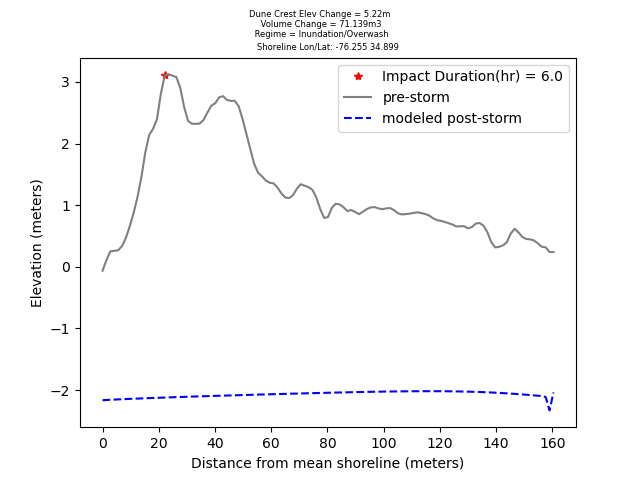 Dune Crest Elev Change = 5.22m
Volume Change = 71.139m3
Regime = Inundation/Overwash
Shoreline Lon/Lat: -76.255 34.899
Impact Duration(hr) = 6.0
pre-storm
modeled post-storm
3
2
1
0
−1
−2
Elevation (meters)
0 20 40 60 80 100 120 140 160
Distance from mean shoreline (meters)